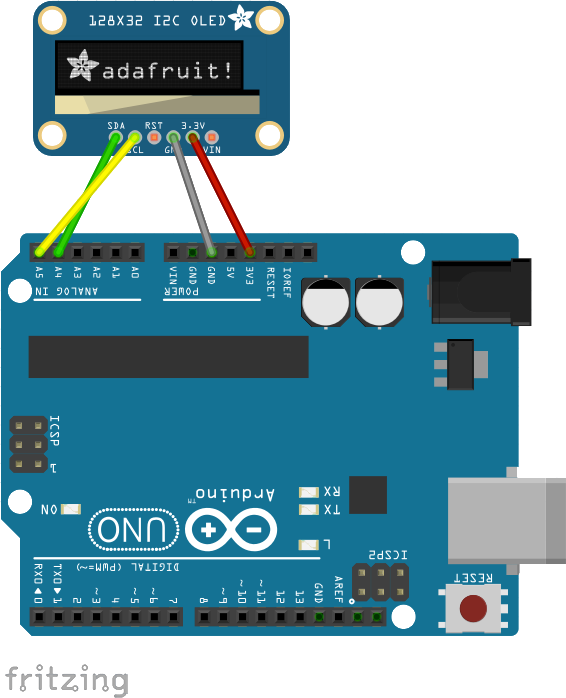 128X32 I2C OLED
adafruit!
SDA RST 3.3V
SCL GND VIN
A5 A4 A3 A2 A1 A0 VIN GND GND 5V 3V3 RESET IOREF
ANALOG IN POWER
ICSP
1
ON
UNO
Arduino
TM
RX
TX
L
ICSP2
RESET
DIGITAL (PWM=~)
RX0◀0 TX0▶1 2 ~3 4 ~5 ~6 7 8 ~9 ~10 ~11 12 13 GND AREF
fritzing